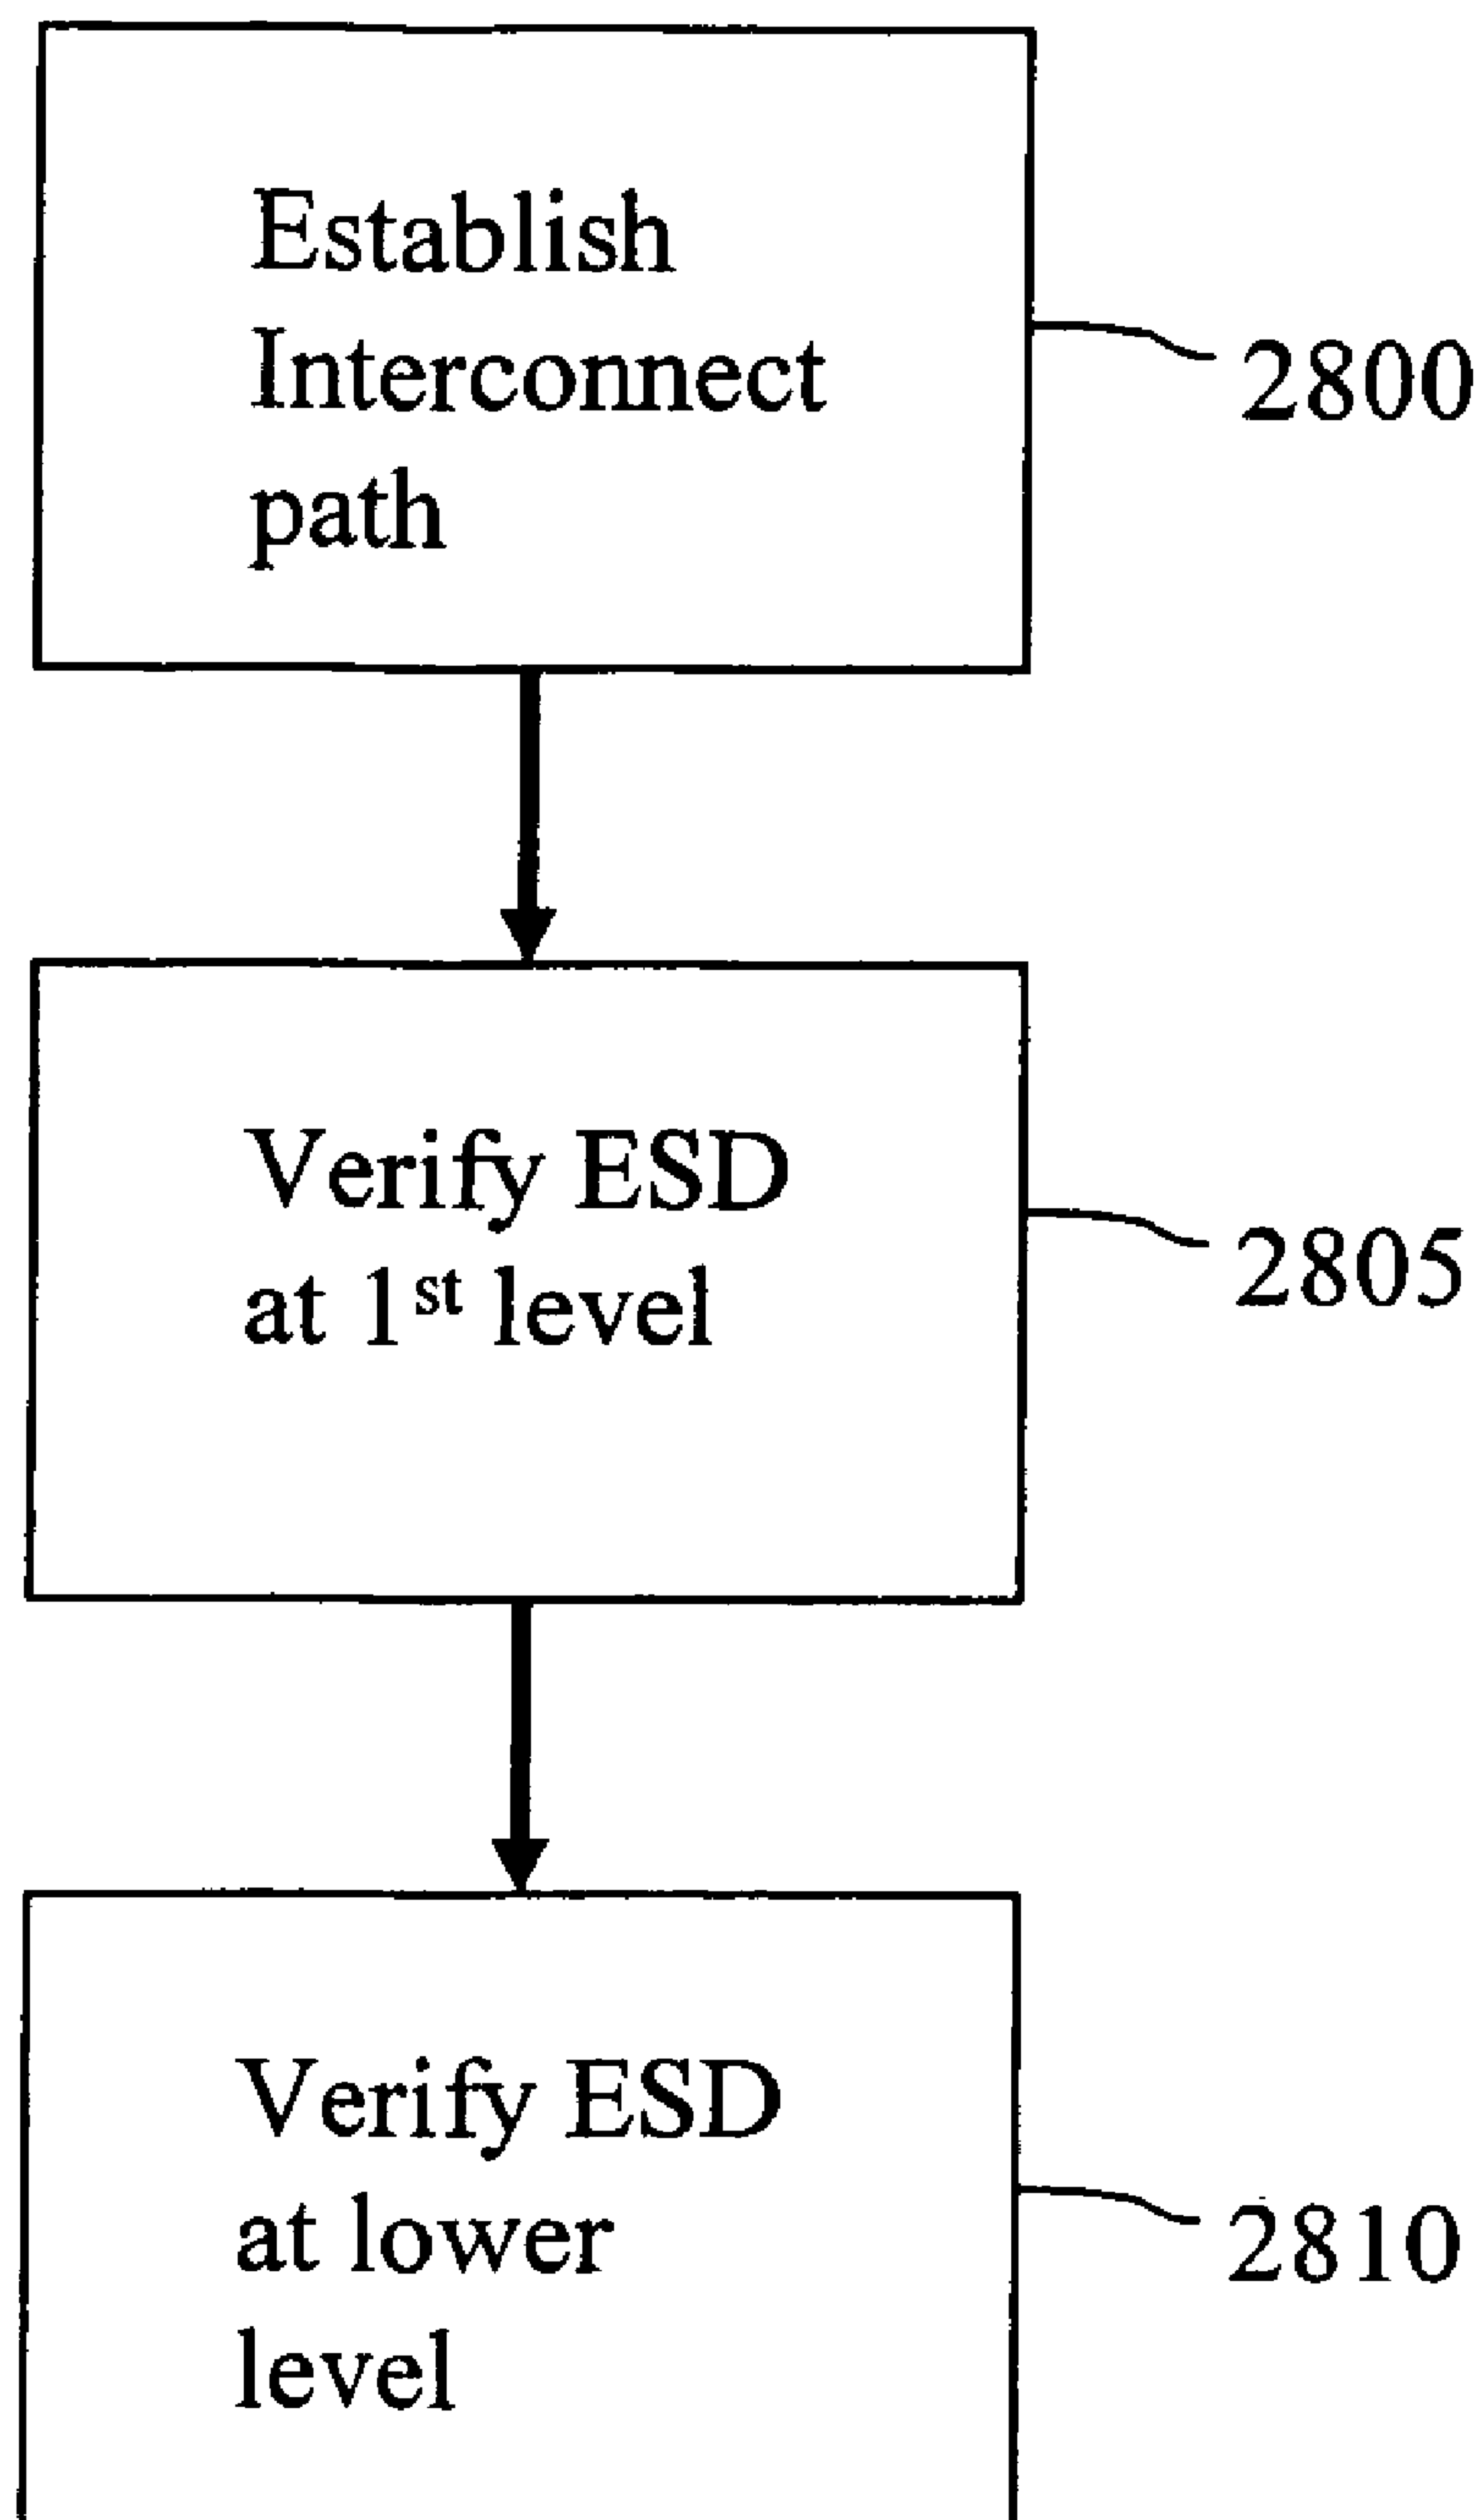 Establish
Interconnect
path
2800
Verify ESD
at 1st level
2805
Verify ESD
at lower
level
2810